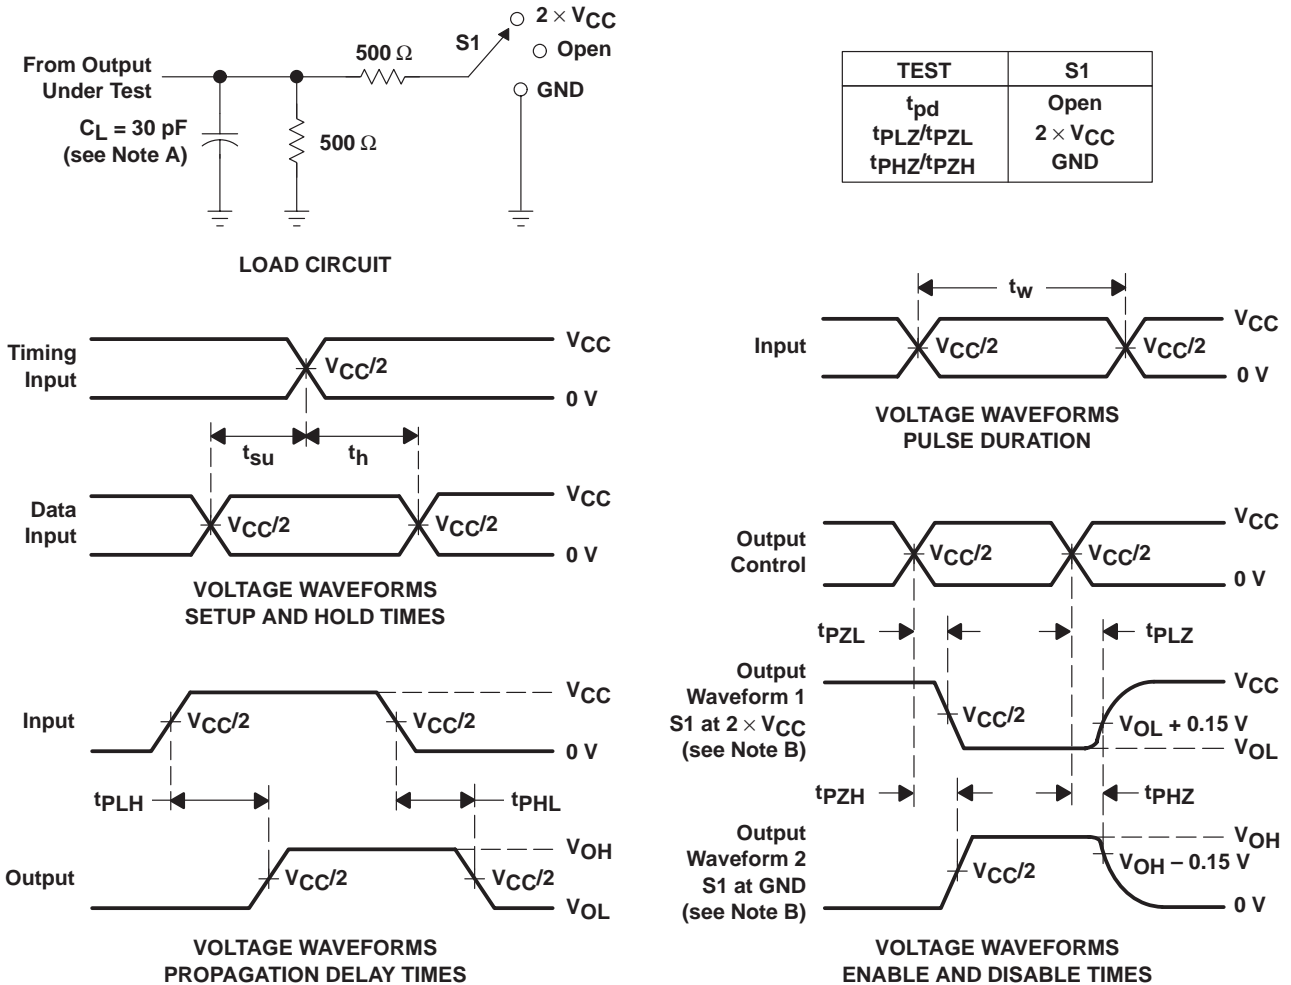 2 × VCC
S1
Open
500 Ω
From Output
Under Test
GND
CL = 30 pF
(see Note A)
500 Ω
LOAD CIRCUIT
TEST S1
tpd Open
tPLZ/tPZL 2 × VCC
tPHZ/tPZH GND
Timing
Input
VCC
VCC/2
0 V
tsu
th
Data
Input
VCC
VCC/2
VCC/2
0 V
VOLTAGE WAVEFORMS
SETUP AND HOLD TIMES
tw
Input
VCC
VCC/2
VCC/2
0 V
VOLTAGE WAVEFORMS
PULSE DURATION
Input
VCC
VCC/2
VCC/2
0 V
tPLH
tPHL
Output
VOH
VCC/2
VCC/2
VOL
VOLTAGE WAVEFORMS
PROPAGATION DELAY TIMES
Output
Control
VCC
VCC/2
VCC/2
0 V
tPZL
tPLZ
Output
Waveform 1
S1 at 2 × VCC
(see Note B)
VCC
VCC/2
VOL + 0.15 V
VOL
tPZH
tPHZ
Output
Waveform 2
S1 at GND
(see Note B)
VOH
VCC/2
VOH − 0.15 V
0 V
VOLTAGE WAVEFORMS
ENABLE AND DISABLE TIMES